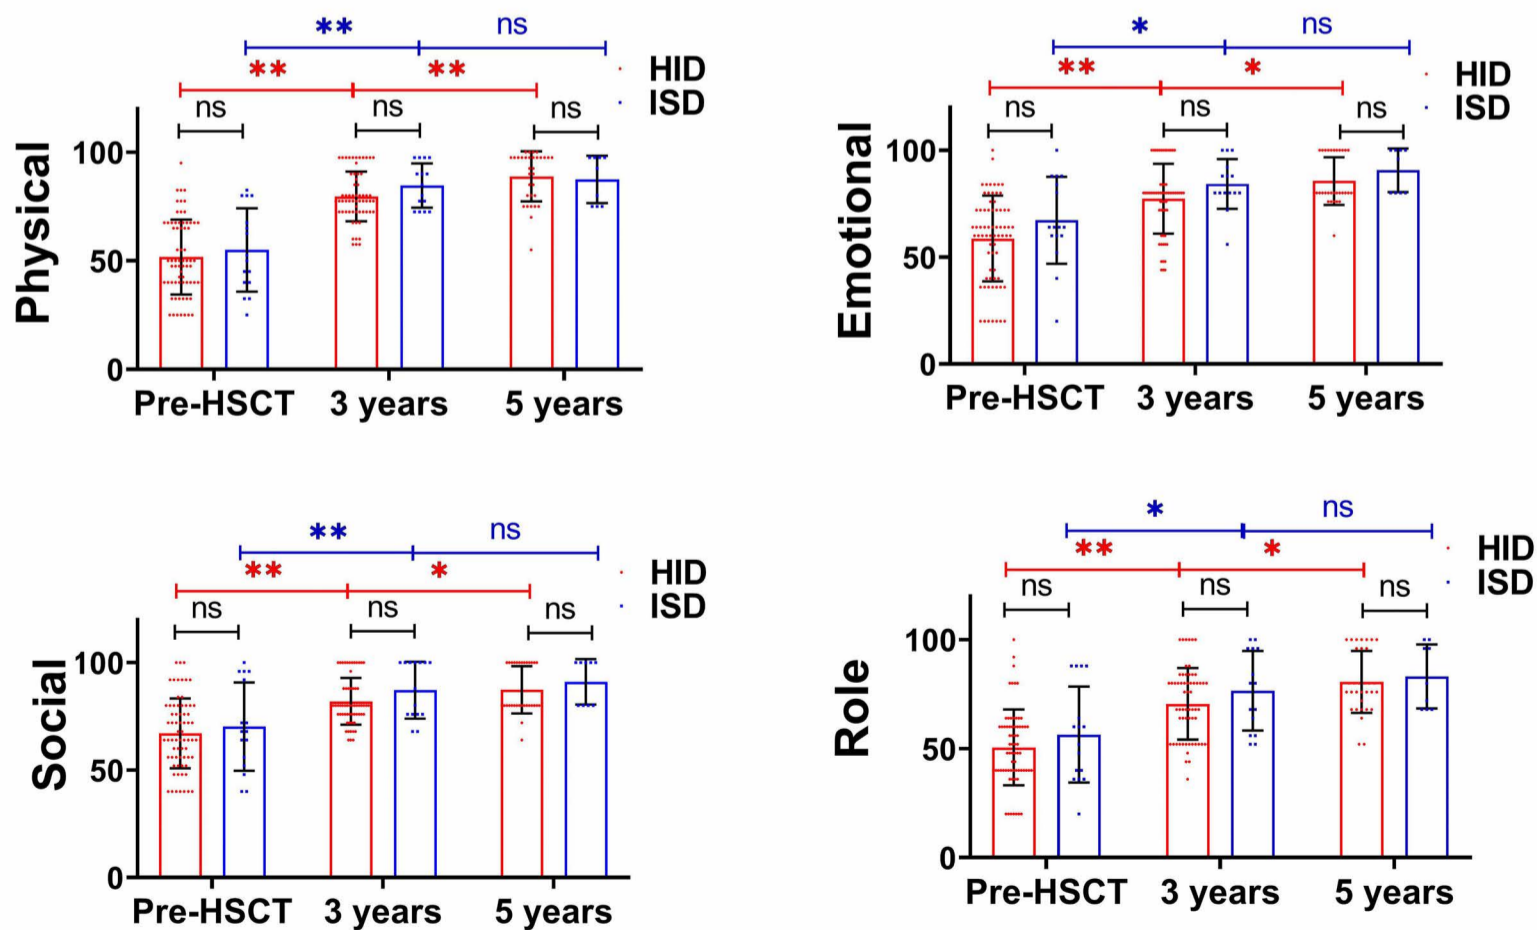 ** ns
** **
HID
ISD
ns ns ns
Physical
100
50
0
Pre-HSCT 3 years 5 years
* ns
** *
HID
ISD
ns ns ns
Emotional
100
50
0
Pre-HSCT 3 years 5 years
** ns
** *
HID
ISD
ns ns ns
Social
100
50
0
Pre-HSCT 3 years 5 years
* ns
** *
HID
ISD
ns ns ns
Role
100
50
0
Pre-HSCT 3 years 5 years